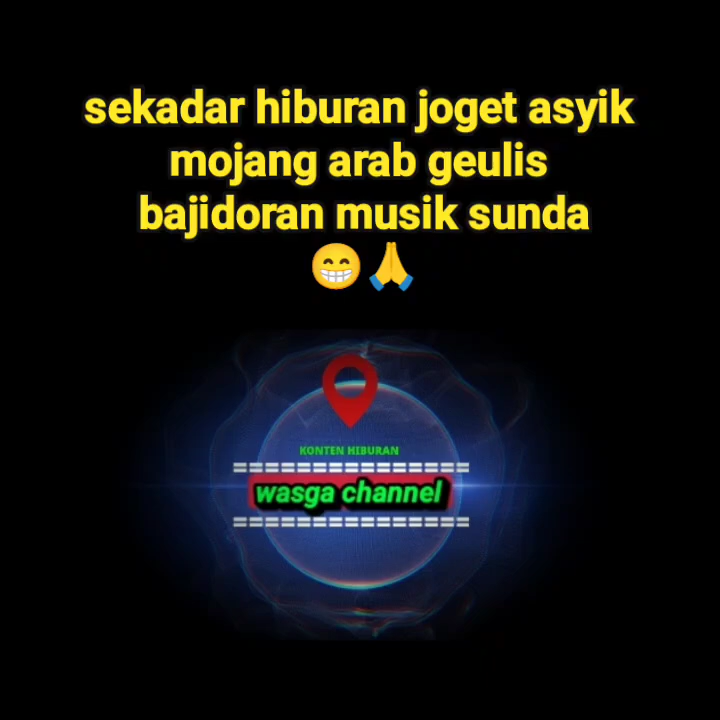 sekadar hiburan joget asyik
mojang arab geulis
bajidoran musik sunda
😁🙏
KONTEN HIBURAN
wasga channel